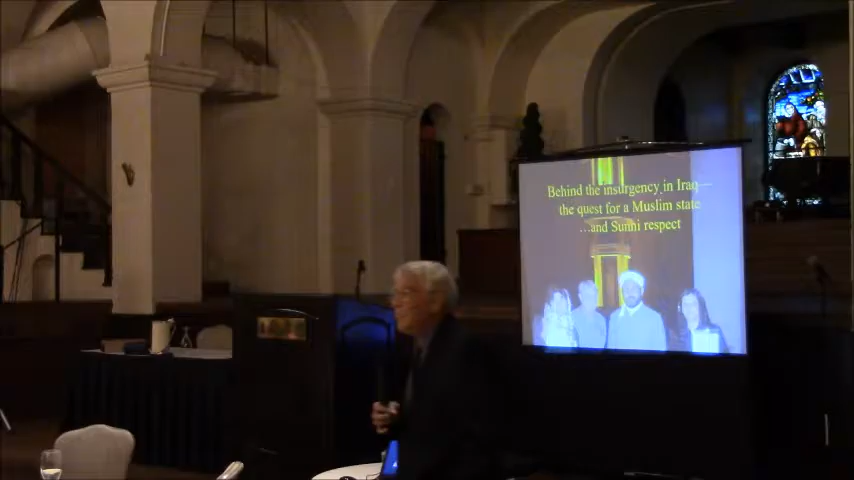 Behind the insurgency in Iraq—
the quest for a Muslim state
…and Sunni respect